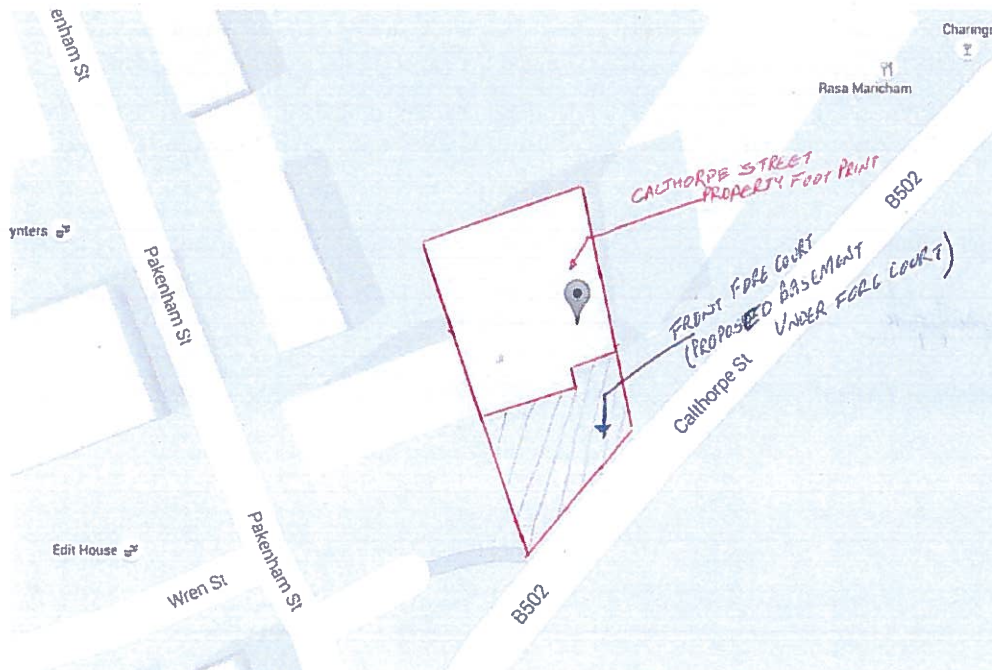 enham St
Charing
Rasa Maricham
CALTHORPE STREET
PROPERTY FOOT PRINT
B502
ynters
Pakenham St
FRONT FORE COURT
(PROPOSED BASEMENT
UNDER FORE COURT)
Calthorpe St
Edit House
Pakenham St
Wren St
B502